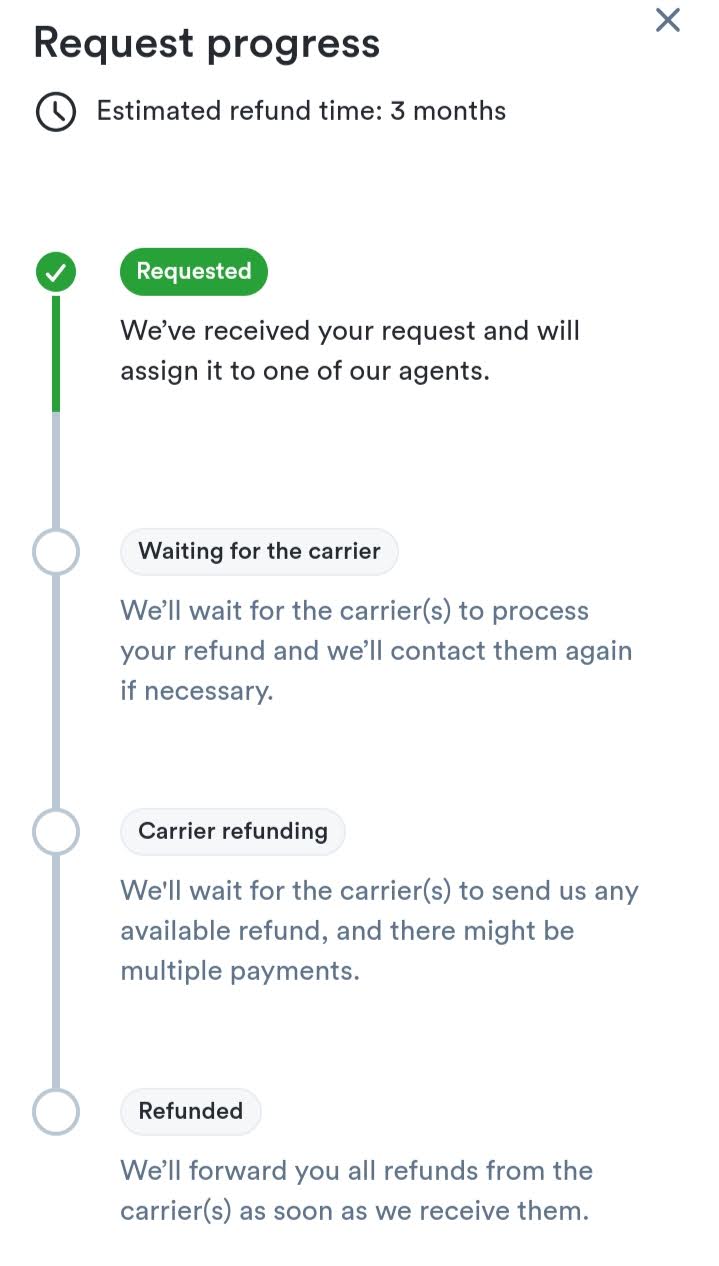 Request progress
Estimated refund time: 3 months
Requested
We’ve received your request and will
assign it to one of our agents.
Waiting for the carrier
We’ll wait for the carrier(s) to process
your refund and we’ll contact them again
if necessary.
Carrier refunding
We'll wait for the carrier(s) to send us any
available refund, and there might be
multiple payments.
Refunded
We’ll forward you all refunds from the
carrier(s) as soon as we receive them.